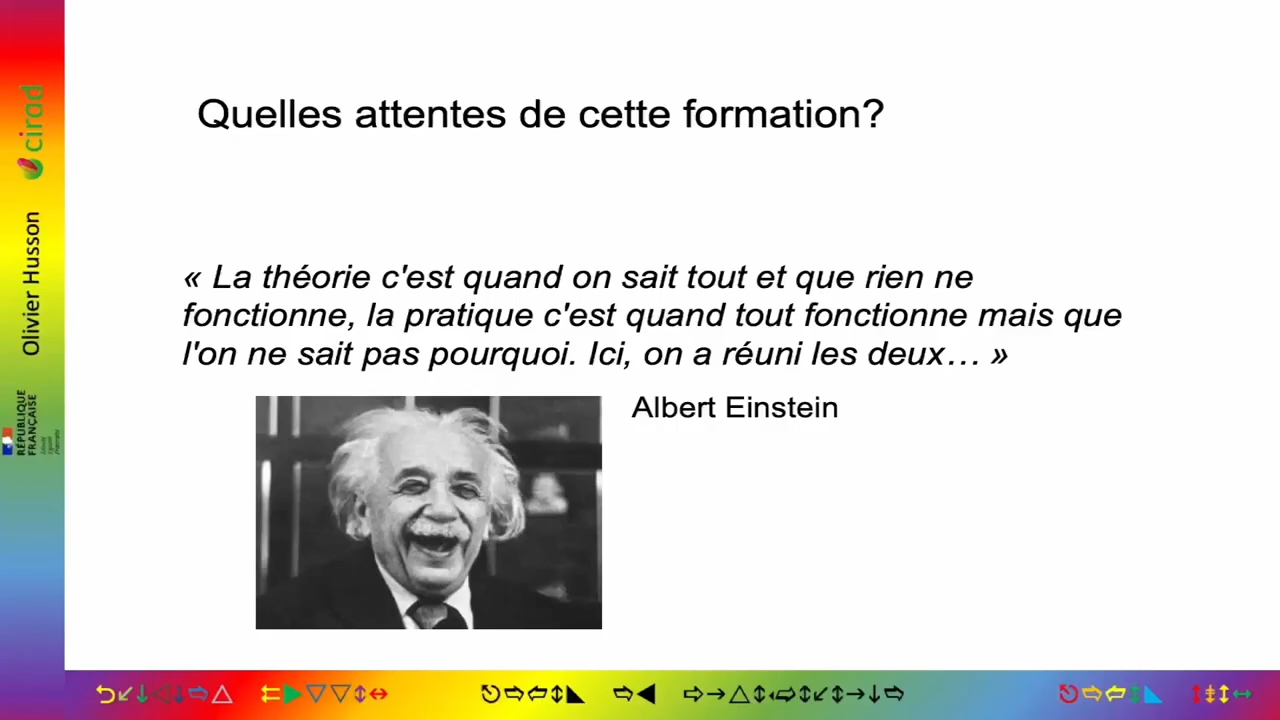 Quelles attentes de cette formation?
« La théorie c'est quand on sait tout et que rien ne
fonctionne, la pratique c'est quand tout fonctionne mais que
l'on ne sait pas pourquoi. Ici, on a réuni les deux… »
Albert Einstein
cirad
Olivier Husson
RÉPUBLIQUE
FRANÇAISE